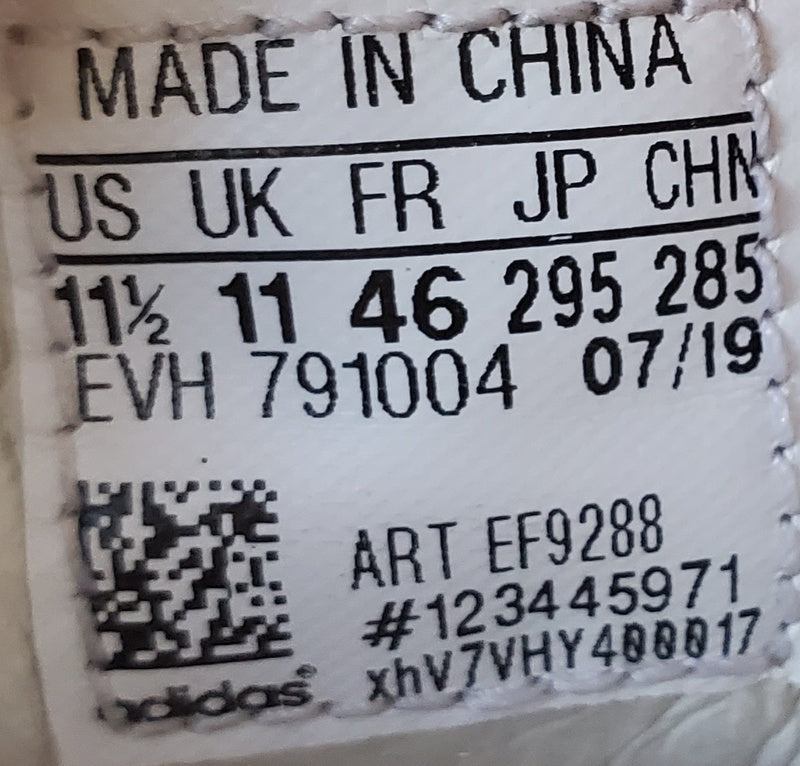 MADE IN CHINA
US UK FR JP CHN
11½ 11 46 295 285
EVH 791004 07/19
ART EF9288
#123445971
xhV7VHY400017
adidas